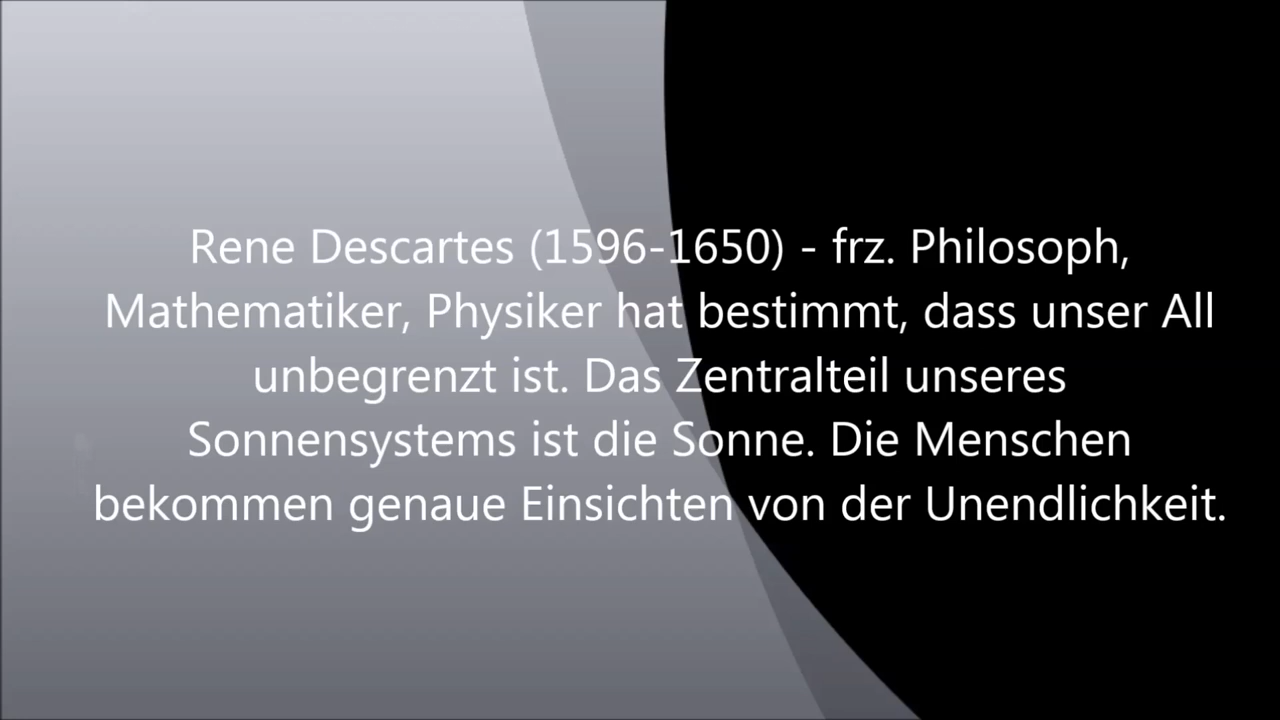 Rene Descartes (1596-1650) - frz. Philosoph,
Mathematiker, Physiker hat bestimmt, dass unser All
unbegrenzt ist. Das Zentralteil unseres
Sonnensystems ist die Sonne. Die Menschen
bekommen genaue Einsichten von der Unendlichkeit.